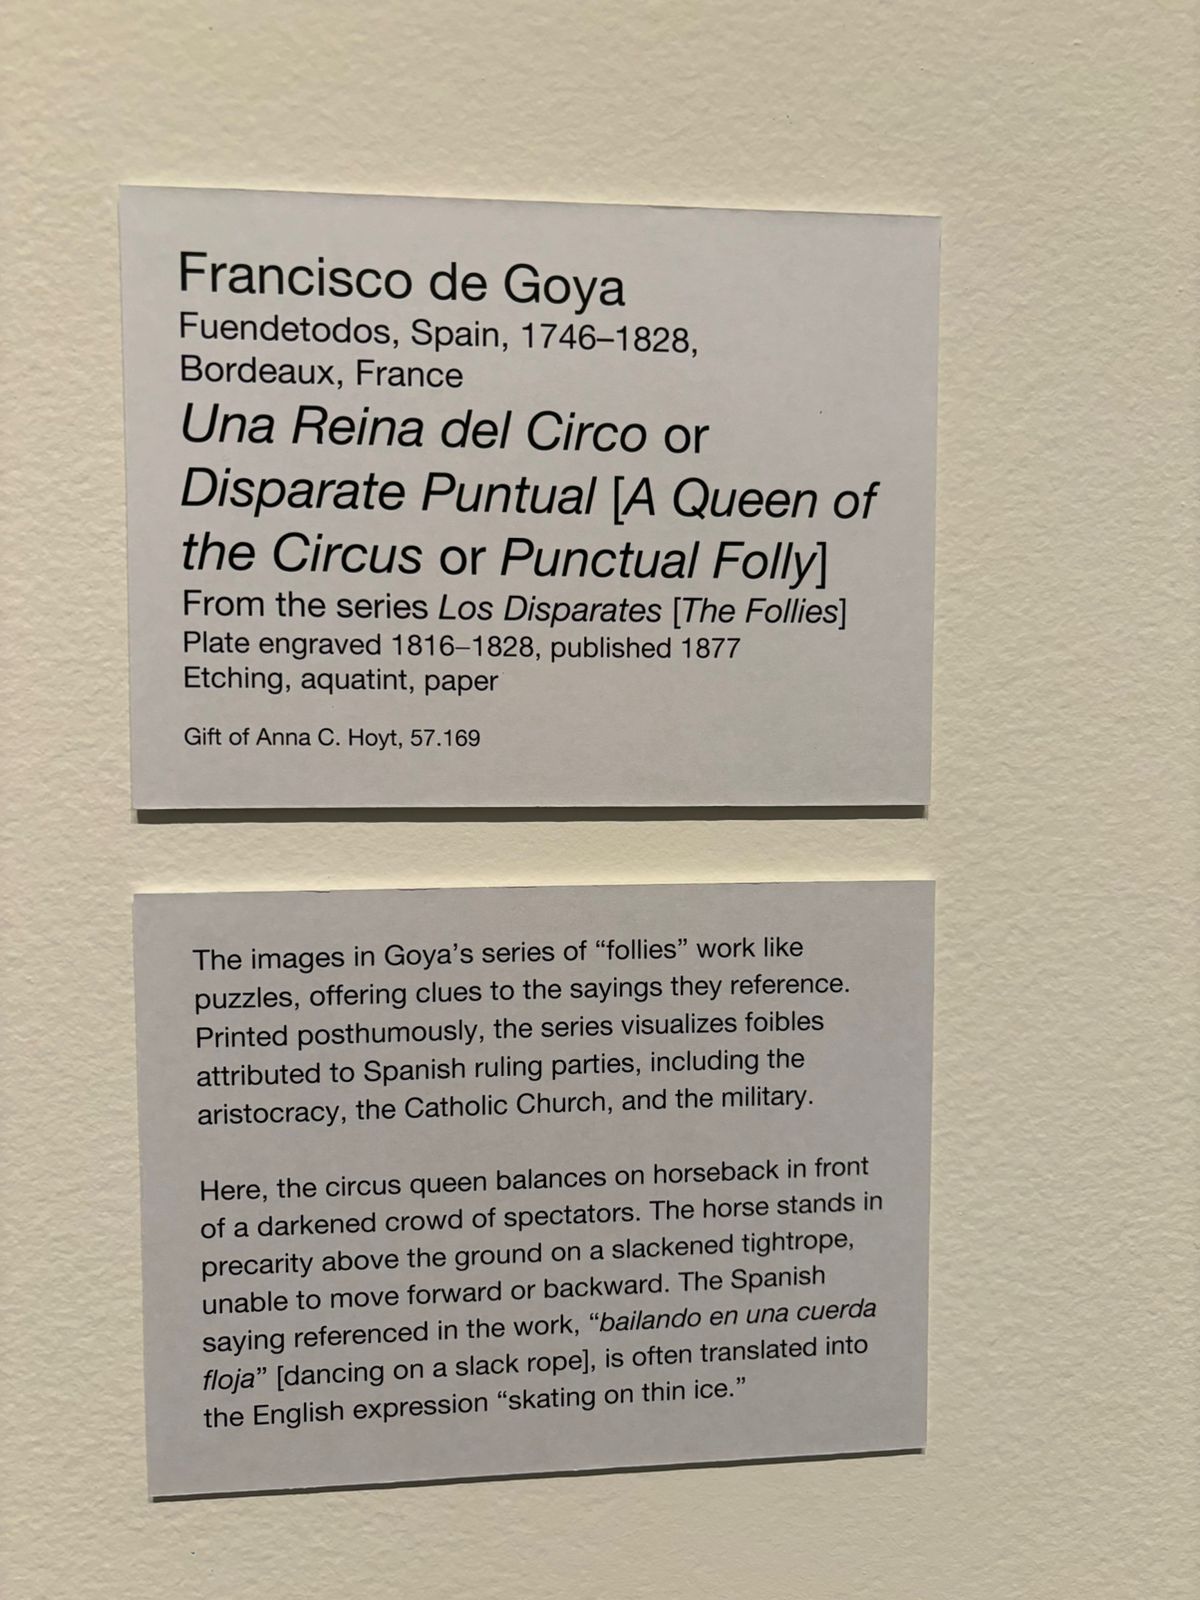 Francisco de Goya
Fuendetodos, Spain, 1746–1828,
Bordeaux, France
Una Reina del Circo or
Disparate Puntual [A Queen of
the Circus or Punctual Folly]
From the series Los Disparates [The Follies]
Plate engraved 1816–1828, published 1877
Etching, aquatint, paper
Gift of Anna C. Hoyt, 57.169
The images in Goya’s series of “follies” work like
puzzles, offering clues to the sayings they reference.
Printed posthumously, the series visualizes foibles
attributed to Spanish ruling parties, including the
aristocracy, the Catholic Church, and the military.
Here, the circus queen balances on horseback in front
of a darkened crowd of spectators. The horse stands in
precarity above the ground on a slackened tightrope,
unable to move forward or backward. The Spanish
saying referenced in the work, “bailando en una cuerda
floja” [dancing on a slack rope], is often translated into
the English expression “skating on thin ice.”